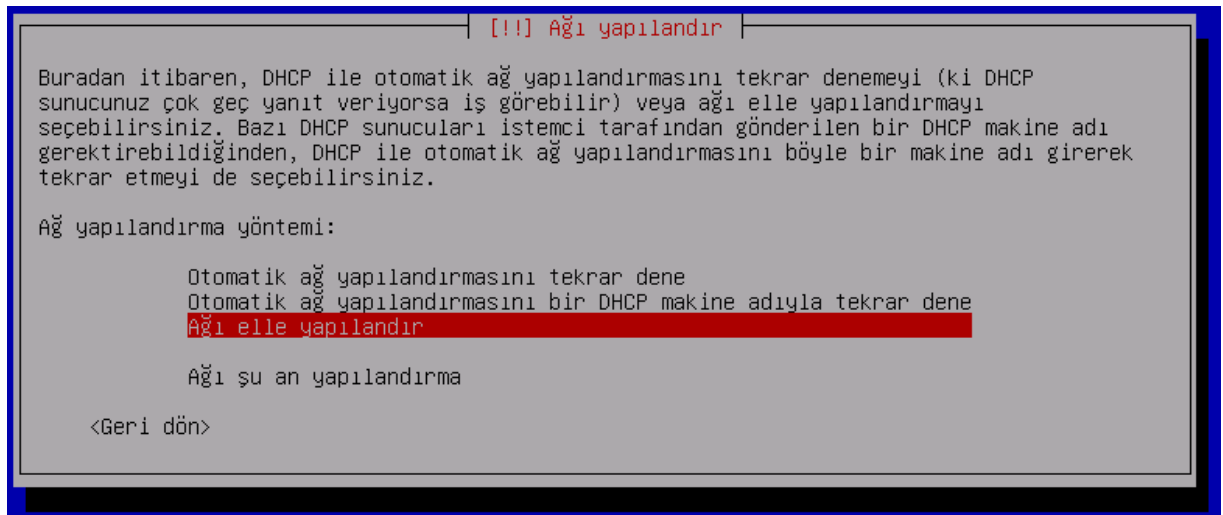 [!!] Ağı yapılandır
Buradan itibaren, DHCP ile otomatik ağ yapılandırmasını tekrar denemeyi (ki DHCP
sunucunuz çok geç yanıt veriyorsa iş görebilir) veya ağı elle yapılandırmayı
seçebilirsiniz. Bazı DHCP sunucuları istemci tarafından gönderilen bir DHCP makine adı
gerektirebildiğinden, DHCP ile otomatik ağ yapılandırmasını böyle bir makine adı girerek
tekrar etmeyi de seçebilirsiniz.
Ağ yapılandırma yöntemi:
Otomatik ağ yapılandırmasını tekrar dene
Otomatik ağ yapılandırmasını bir DHCP makine adıyla tekrar dene
Ağı elle yapılandır
Ağı şu an yapılandırma
<Geri dön>